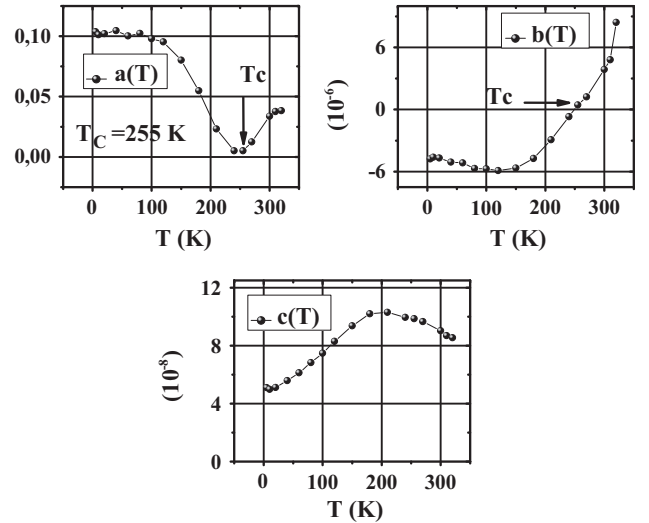 0,10
0,05
0,00
a(T)
Tc
T_C =255 K
0 100 200 300
T (K)
(10⁻⁶)
6
0
-6
b(T)
Tc
0 100 200 300
T (K)
(10⁻⁸)
12
8
4
0
c(T)
0 100 200 300
T (K)